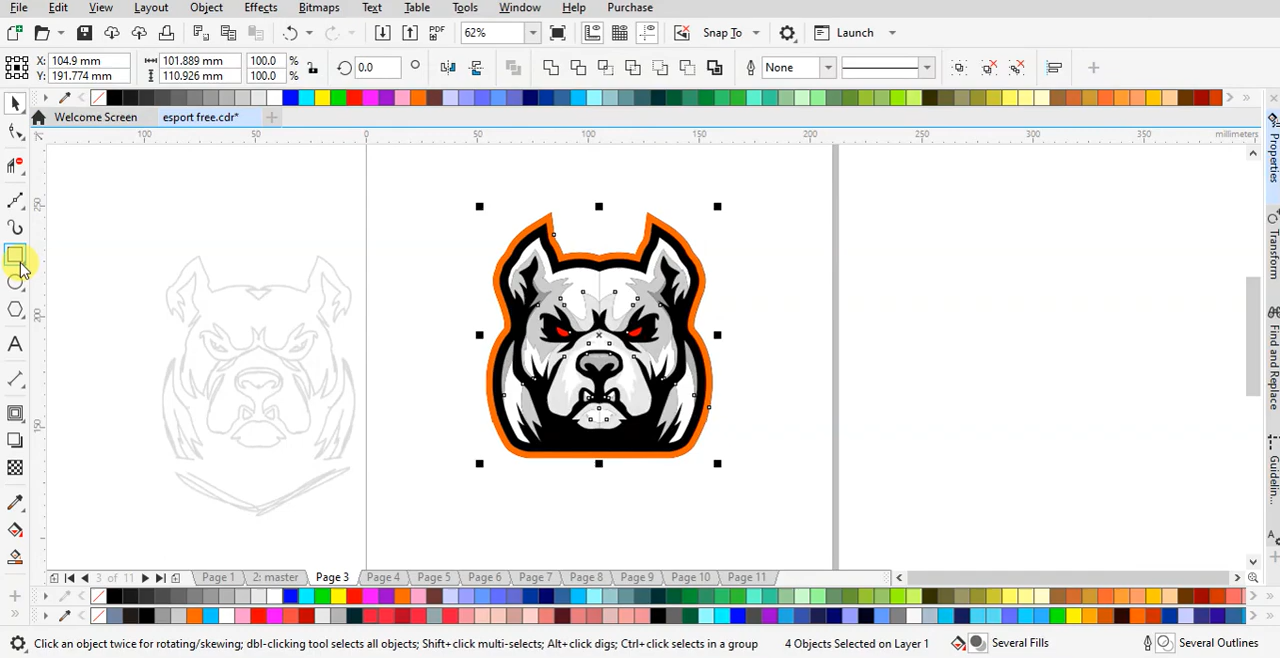 File Edit View Layout Object Effects Bitmaps Text Table Tools Window Help Purchase
PDF 62% Snap To Launch
X: 104.9 mm 101.889 mm 100.0 % 0.0 None
Y: 191.774 mm 110.926 mm 100.0 %
Welcome Screen esport free.cdr* +
100 50 0 50 100 150 200 250 300 350 millimeters
Properties
Transform
Find and Replace
Guidelin...
250
200
150
A
3 of 11 Page 1 2: master Page 3 Page 4 Page 5 Page 6 Page 7 Page 8 Page 9 Page 10 Page 11
Click an object twice for rotating/skewing; dbl-clicking tool selects all objects; Shift+click multi-selects; Alt+click digs; Ctrl+click selects in a group 4 Objects Selected on Layer 1 Several Fills Several Outlines